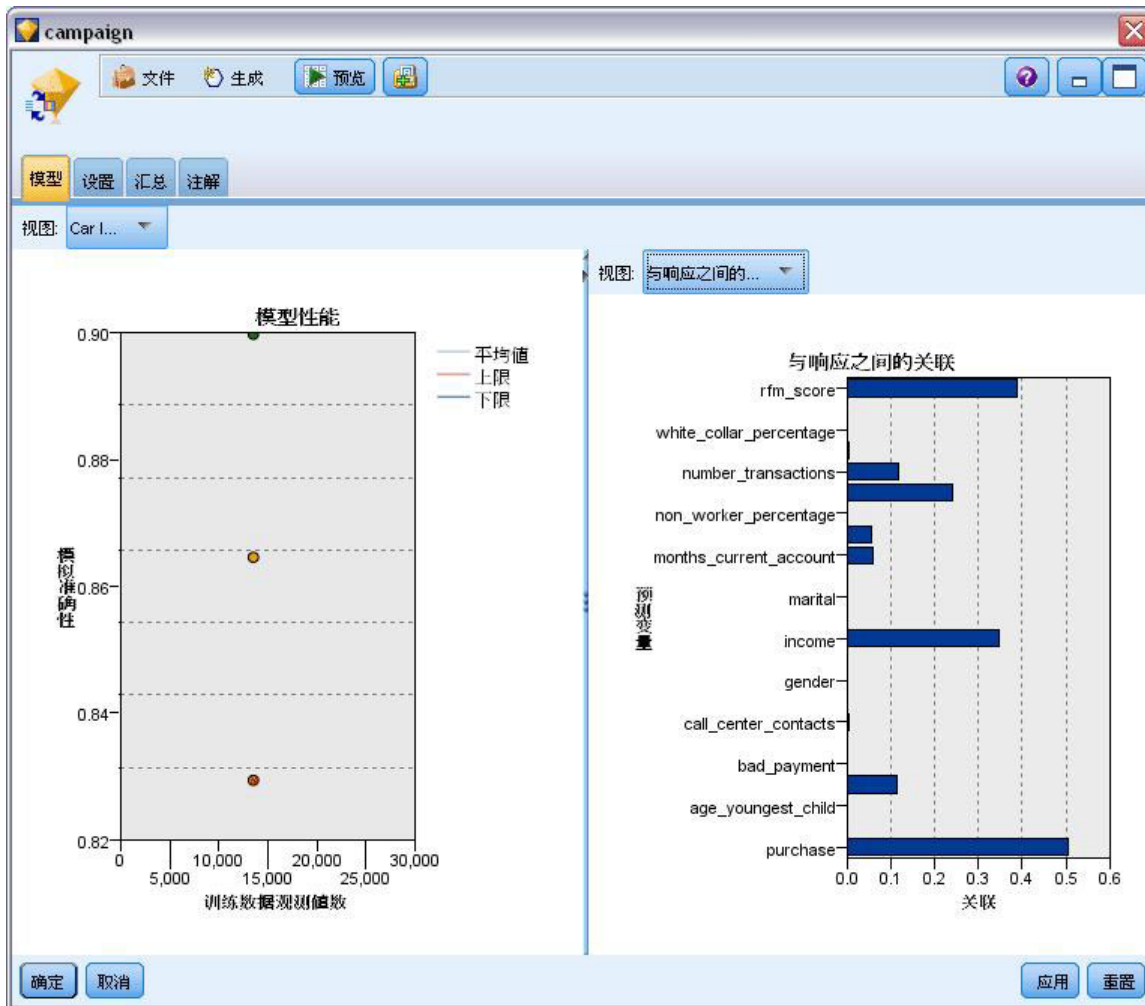 campaign
文件 生成 预览
模型 设置 汇总 注解
视图: Car I...
视图: 与响应之间的...
模型性能
0.90
0.88
0.86
0.84
0.82
模拟准确性
0 10,000 20,000 30,000
5,000 15,000 25,000
训练数据观测值数
平均值
上限
下限
与响应之间的关联
rfm_score
white_collar_percentage
number_transactions
non_worker_percentage
months_current_account
marital
income
gender
call_center_contacts
bad_payment
age_youngest_child
purchase
预测变量
0.0 0.1 0.2 0.3 0.4 0.5 0.6
关联
确定 取消 应用 重置